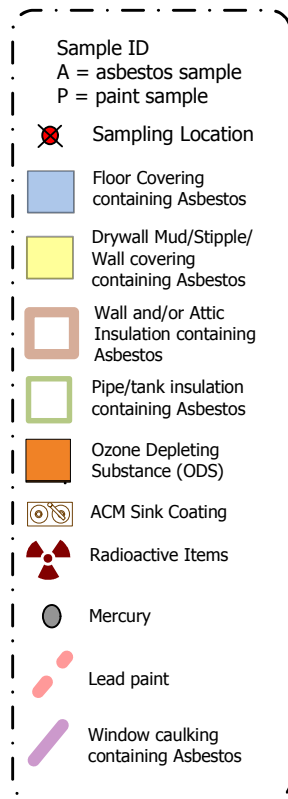 Sample ID
A = asbestos sample
P = paint sample
Sampling Location
Floor Covering
containing Asbestos
Drywall Mud/Stipple/
Wall covering
containing Asbestos
Wall and/or Attic
Insulation containing
Asbestos
Pipe/tank insulation
containing Asbestos
Ozone Depleting
Substance (ODS)
ACM Sink Coating
Radioactive Items
Mercury
Lead paint
Window caulking
containing Asbestos